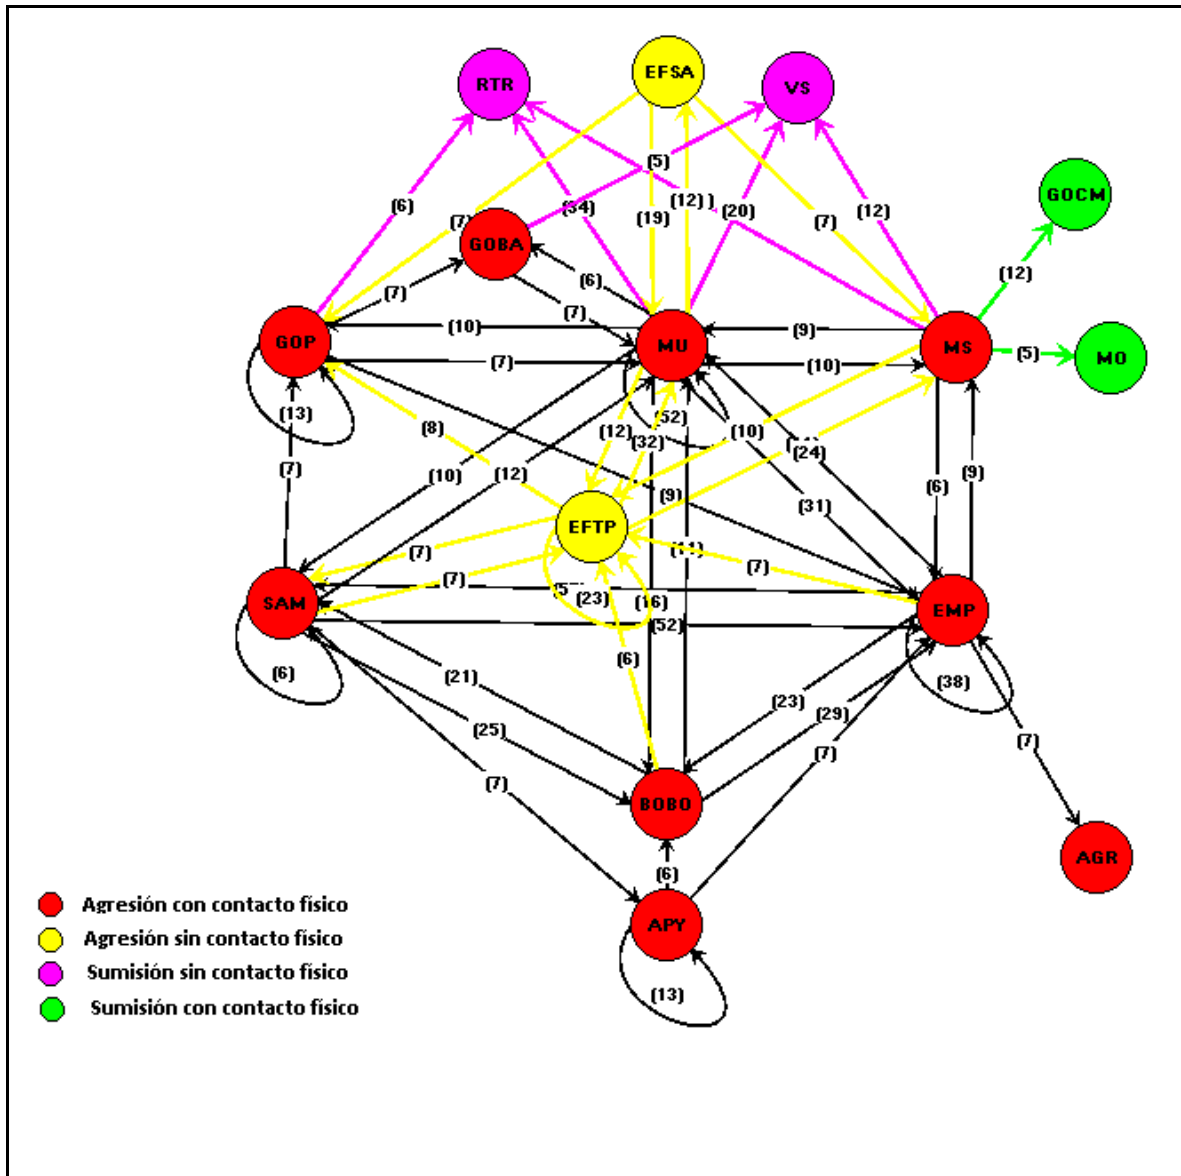 EFSA
RTR
VS
(5)
GOCM
(6)
(7)
(34)
(19)
(12)
(20)
(12)
(7)
GOBA
(12)
(6)
(7)
(7)
(10)
(9)
GOP
MU
MS
(5)
MO
(7)
(10)
(13)
(52)
(8)
(12)
(32)
(10)
(24)
(7)
(10)
(12)
(9)
(31)
(6)
(9)
EFTP
(7)
(11)
(7)
(7)
(23)
(16)
SAM
EMP
(52)
(6)
(6)
(21)
(38)
(23)
(29)
(25)
(7)
(7)
(7)
BOBO
AGR
(6)
Agresión con contacto físico
APY
Agresión sin contacto físico
Sumisión sin contacto físico
(13)
Sumisión con contacto físico